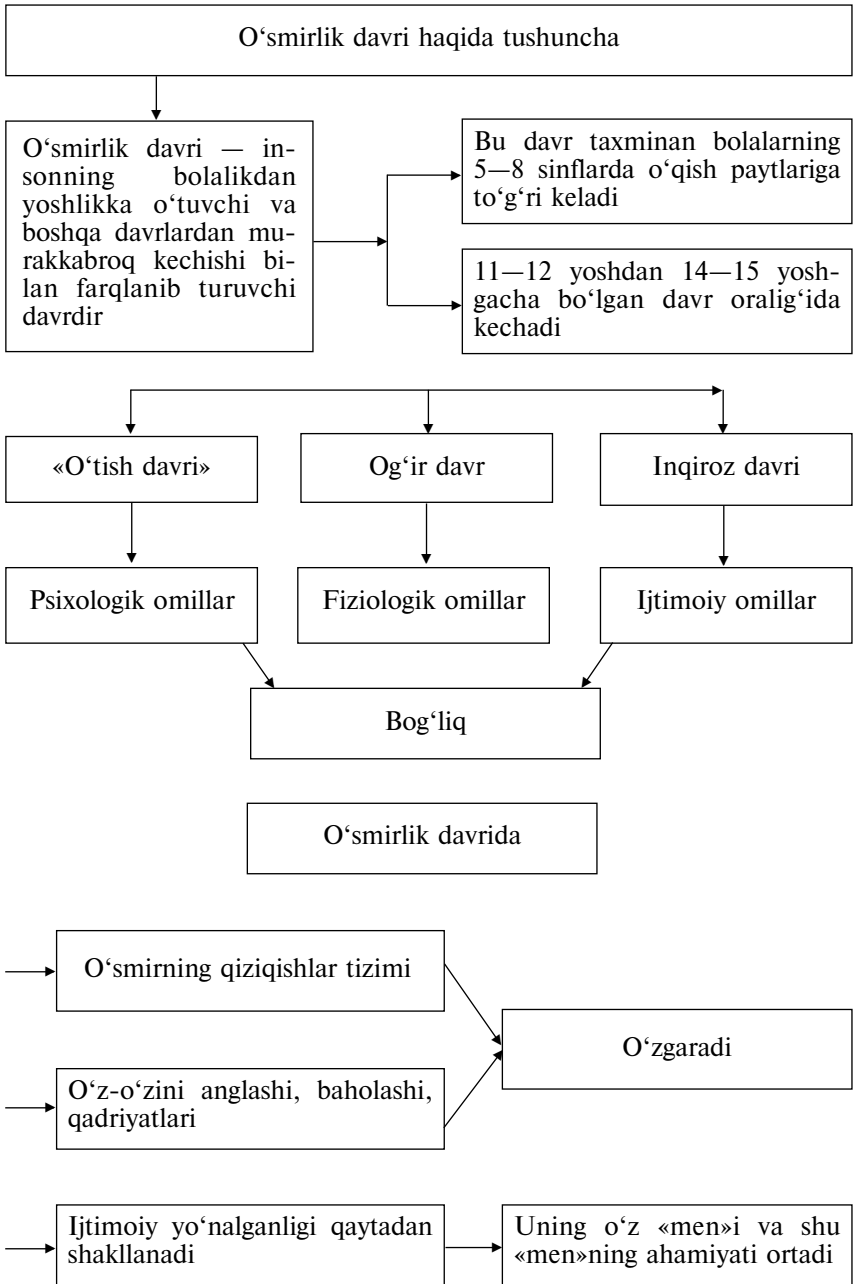 O‘smirlik davri haqida tushuncha
O‘smirlik davri — in-
sonning bolalikdan
yoshlikka o‘tuvchi va
boshqa davrlardan mu-
rakkabroq kechishi bi-
lan farqlanib turuvchi
davrdir
Bu davr taxminan bolalarning
5—8 sinflarda o‘qish paytlariga
to‘g‘ri keladi
11—12 yoshdan 14—15 yosh-
gacha bo‘lgan davr oralig‘ida
kechadi
«O‘tish davri»
Og‘ir davr
Inqiroz davri
Psixologik omillar
Fiziologik omillar
Ijtimoiy omillar
Bog‘liq
O‘smirlik davrida
O‘smirning qiziqishlar tizimi
O‘zgaradi
O‘z-o‘zini anglashi, baholashi,
qadriyatlari
Ijtimoiy yo‘nalganligi qaytadan
shakllanadi
Uning o‘z «men»i va shu
«men»ning ahamiyati ortadi